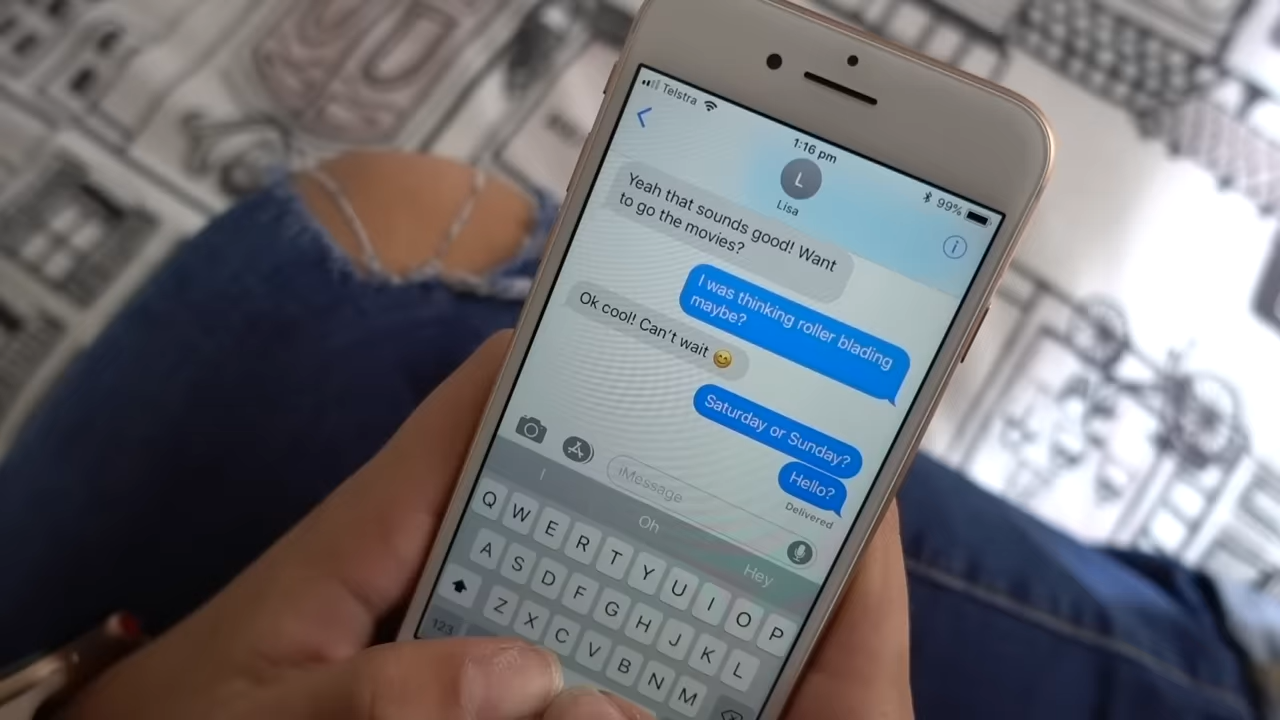 Telstra
1:16 pm
99%
L
Lisa
Yeah that sounds good! Want
to go the movies?
I was thinking roller blading
maybe?
Ok cool! Can't wait 😊
Saturday or Sunday?
Hello?
Delivered
iMessage
I Oh Hey
Q W E R T Y U I O P
A S D F G H J K L
Z X C V B N M
123